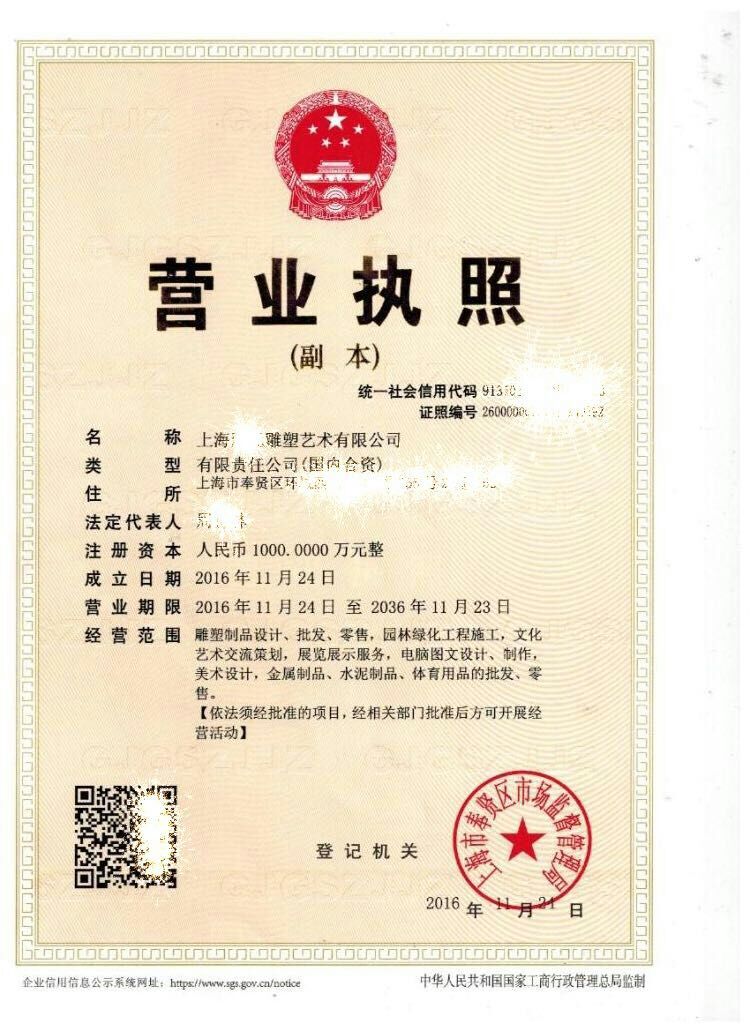 营业执照
(副 本)
统一社会信用代码 913
证照编号 2600000
名 称 上海 雕塑艺术有限公司
类 型 有限责任公司(国内合资)
住 所 上海市奉贤区环
法定代表人
注册资本 人民币 1000.0000 万元整
成立日期 2016 年 11 月 24 日
营业期限 2016 年 11 月 24 日 至 2036 年 11 月 23 日
经营范围 雕塑制品设计、批发、零售，园林绿化工程施工，文化
艺术交流策划，展览展示服务，电脑图文设计、制作，
美术设计，金属制品、水泥制品、体育用品的批发、零
售。
【依法须经批准的项目，经相关部门批准后方可开展经
营活动】
上海市奉贤区市场监督管理局
登记机关
2016 年 11 月 24 日
企业信用信息公示系统网址：https://www.sgs.gov.cn/notice
中华人民共和国国家工商行政管理总局监制